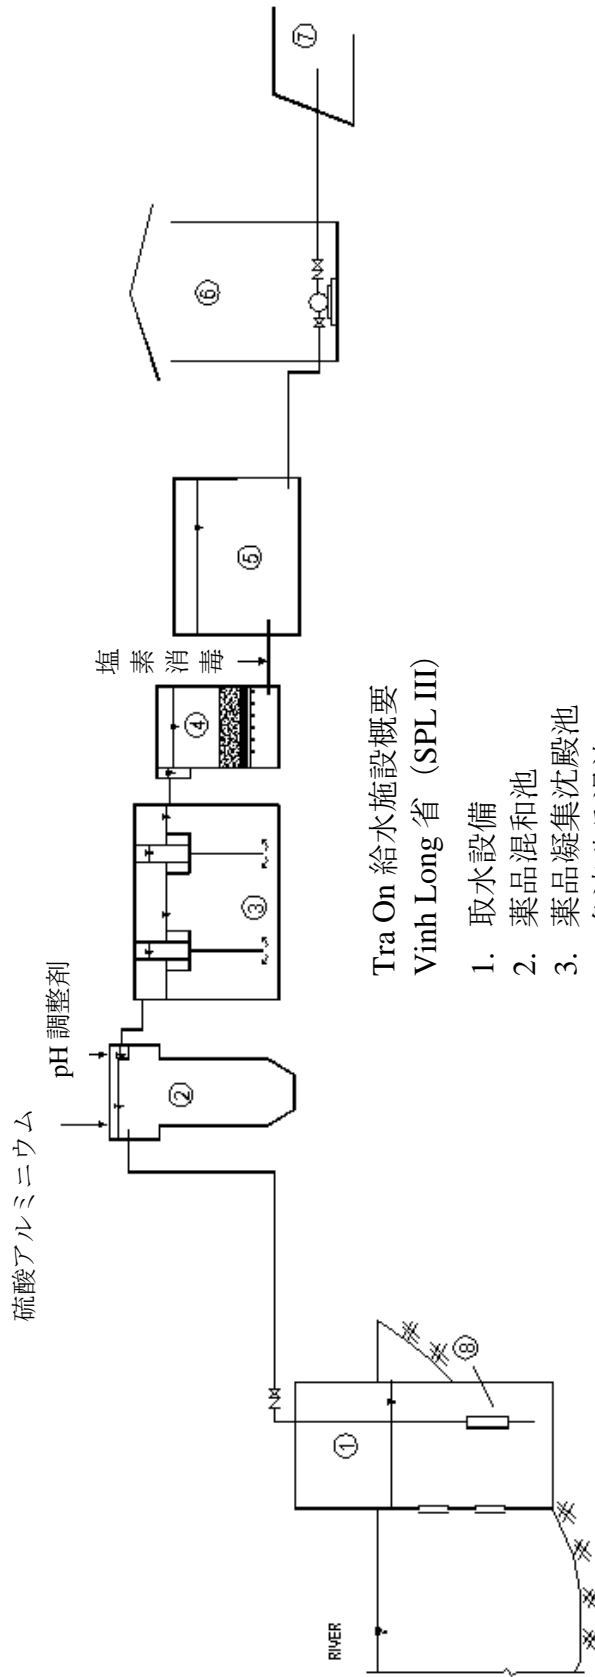 硫酸アルミニウム
pH 調整剤
塩素消毒
RIVER
①
②
③
④
⑤
⑥
⑦
⑧
Tra On 給水施設概要
Vinh Long 省（SPL III）
1. 取水設備
2. 薬品混和池
3. 薬品凝集沈殿池